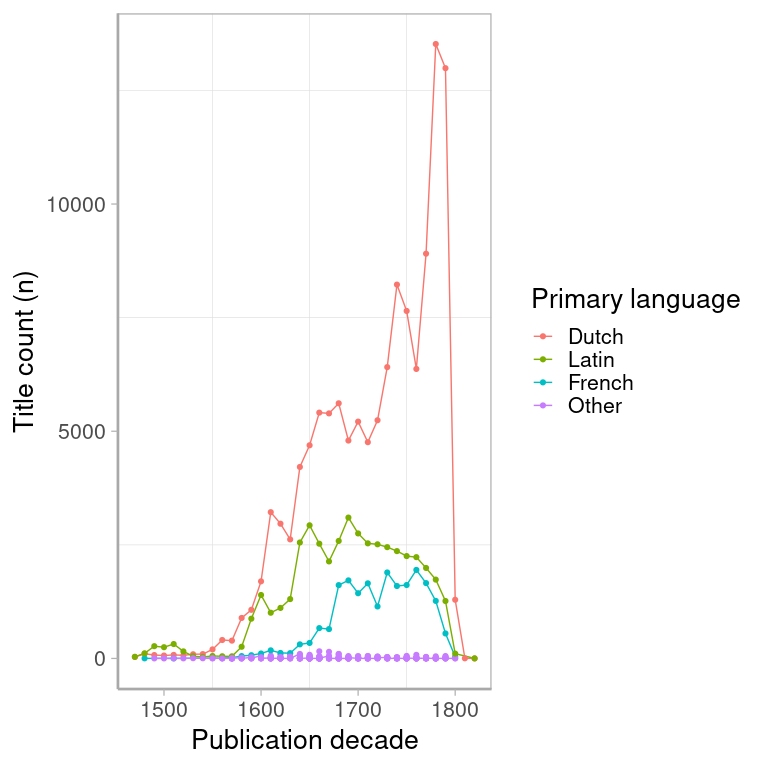 10000
5000
0
Title count (n)
1500 1600 1700 1800
Publication decade
Primary language
Dutch
Latin
French
Other